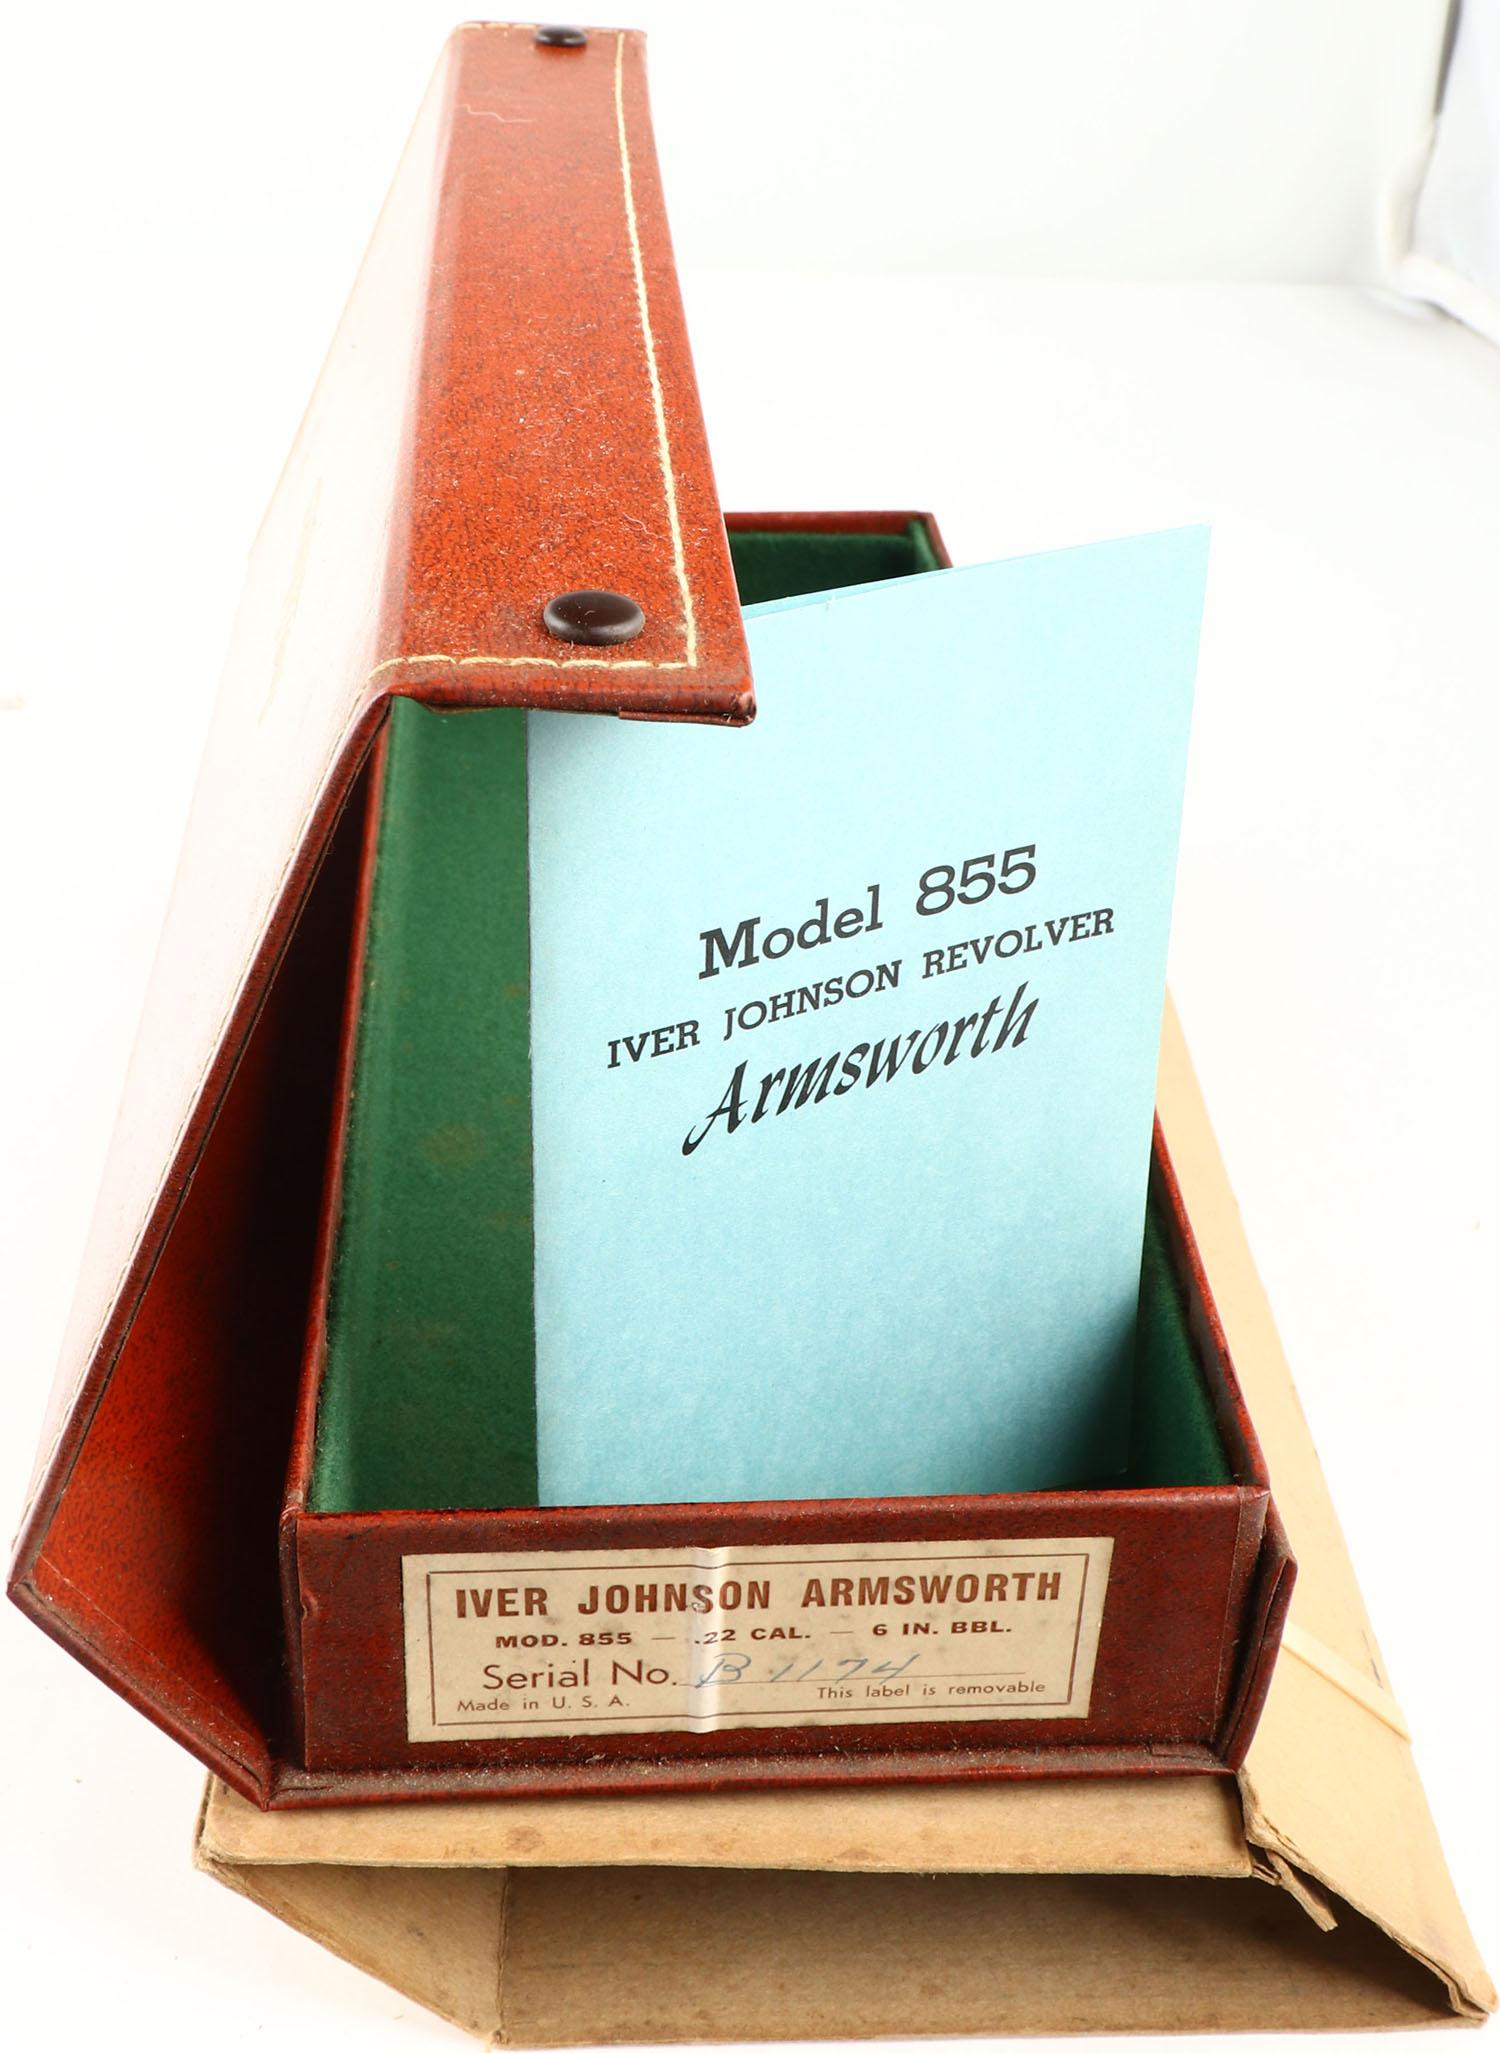 Model 855
IVER JOHNSON REVOLVER
Armsworth
IVER JOHNSON ARMSWORTH
MOD. 855 — .22 CAL. — 6 IN. BBL.
Serial No. B 1174
Made in U. S. A. This label is removable